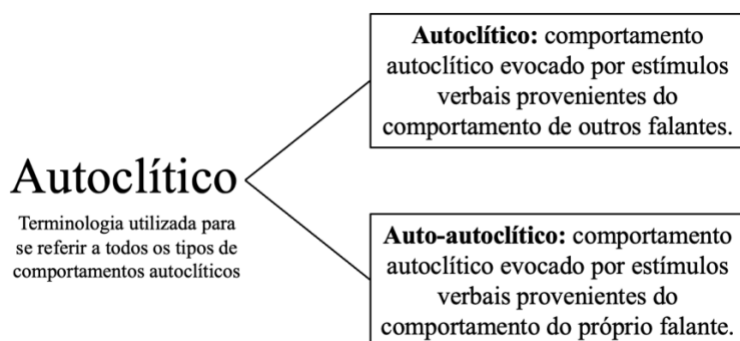 Autoclítico: comportamento
autoclítico evocado por estímulos
verbais provenientes do
comportamento de outros falantes.
Autoclítico
Terminologia utilizada para
se referir a todos os tipos de
comportamentos autoclíticos
Auto-autoclítico: comportamento
autoclítico evocado por estímulos
verbais provenientes do
comportamento do próprio falante.